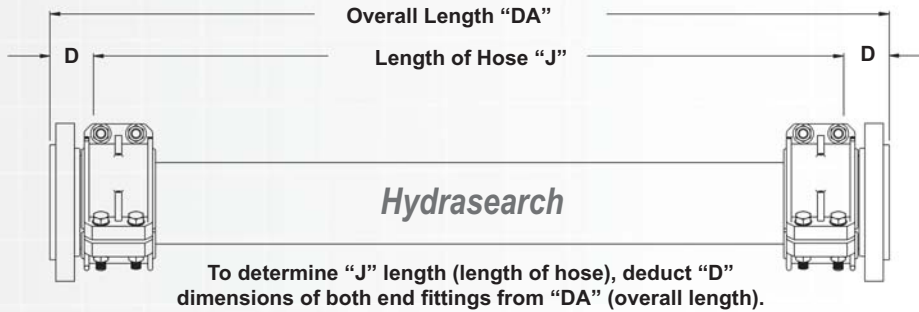 Overall Length “DA”
D
Length of Hose “J”
D
Hydrasearch
To determine “J” length (length of hose), deduct “D”
dimensions of both end fittings from “DA” (overall length).